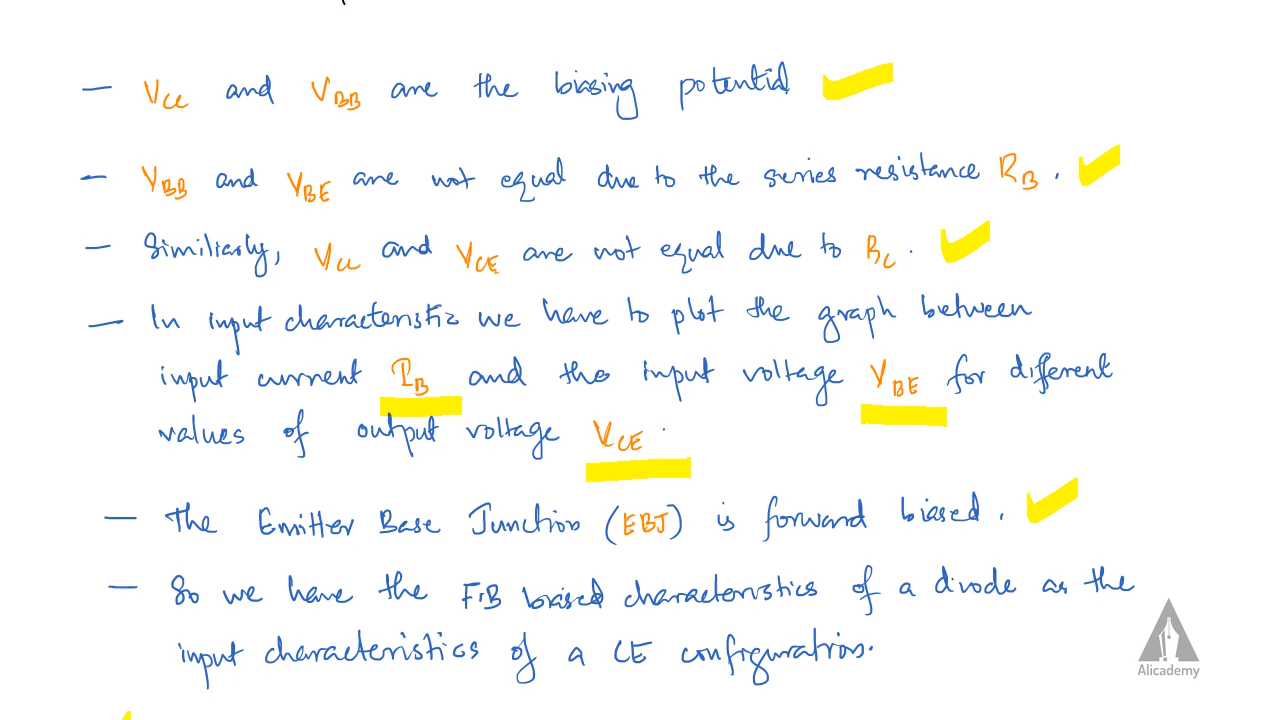 — VCC and VBB are the biasing potential
— VBB and VBE are not equal due to the series resistance RB.
— Similiarly, VCC and VCE are not equal due to RC.
— In input characteristic we have to plot the graph between
input current IB and the input voltage VBE for different
values of output voltage VCE.
— The Emitter Base Junction (EBJ) is forward biased.
— So we have the F.B biased characteristics of a diode as the
input characteristics of a CE configuration.
Alicademy